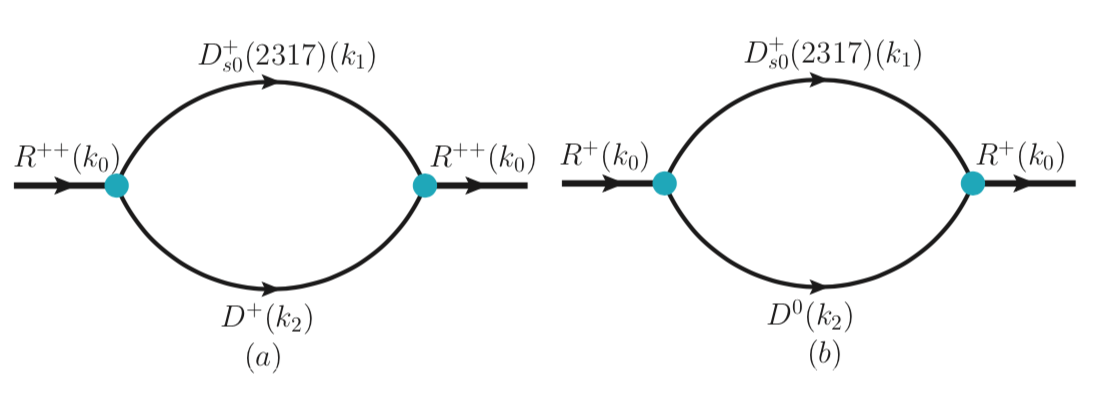 D_{s0}^{+}(2317)(k_1)
R^{++}(k_0)
R^{++}(k_0)
D^{+}(k_2)
(a)
D_{s0}^{+}(2317)(k_1)
R^{+}(k_0)
R^{+}(k_0)
D^{0}(k_2)
(b)